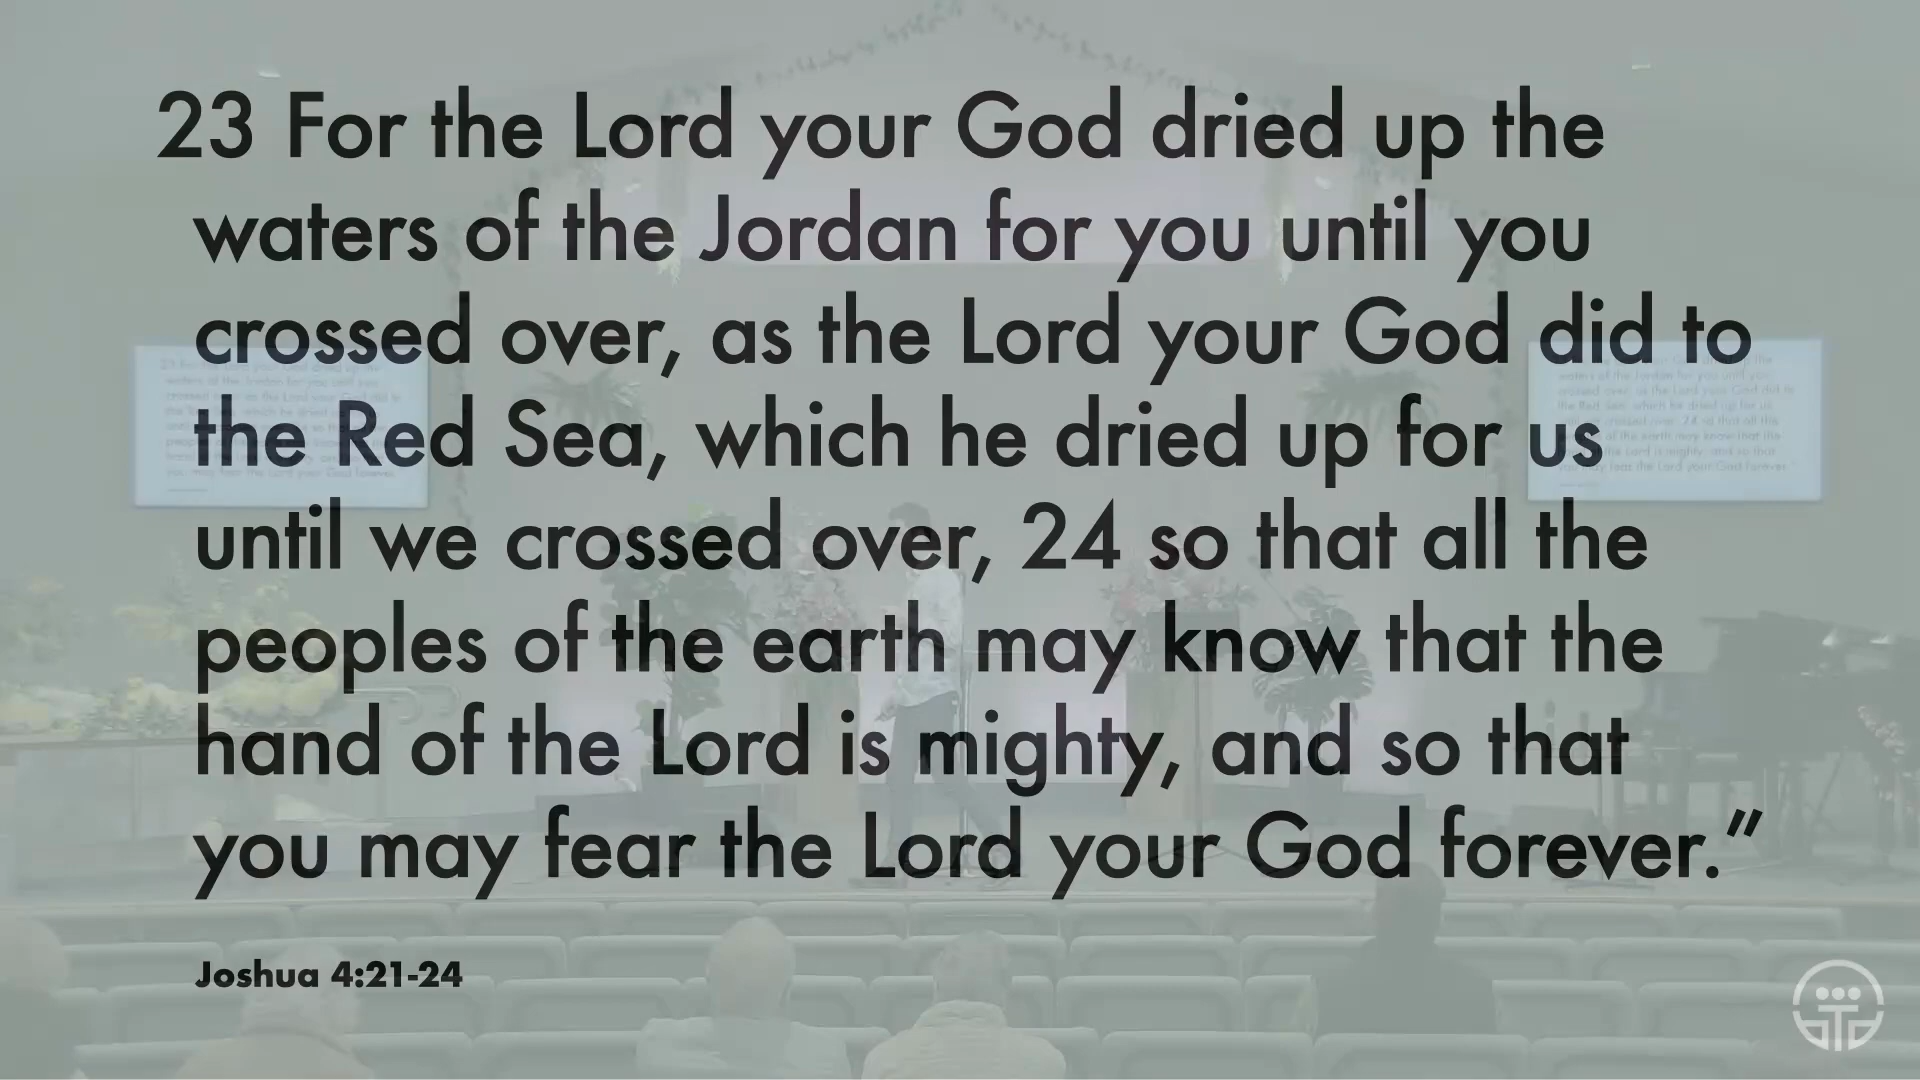 23 For the Lord your God dried up the
waters of the Jordan for you until you
crossed over, as the Lord your God did to
the Red Sea, which he dried up for us
until we crossed over, 24 so that all the
peoples of the earth may know that the
hand of the Lord is mighty, and so that
you may fear the Lord your God forever.”
Joshua 4:21-24